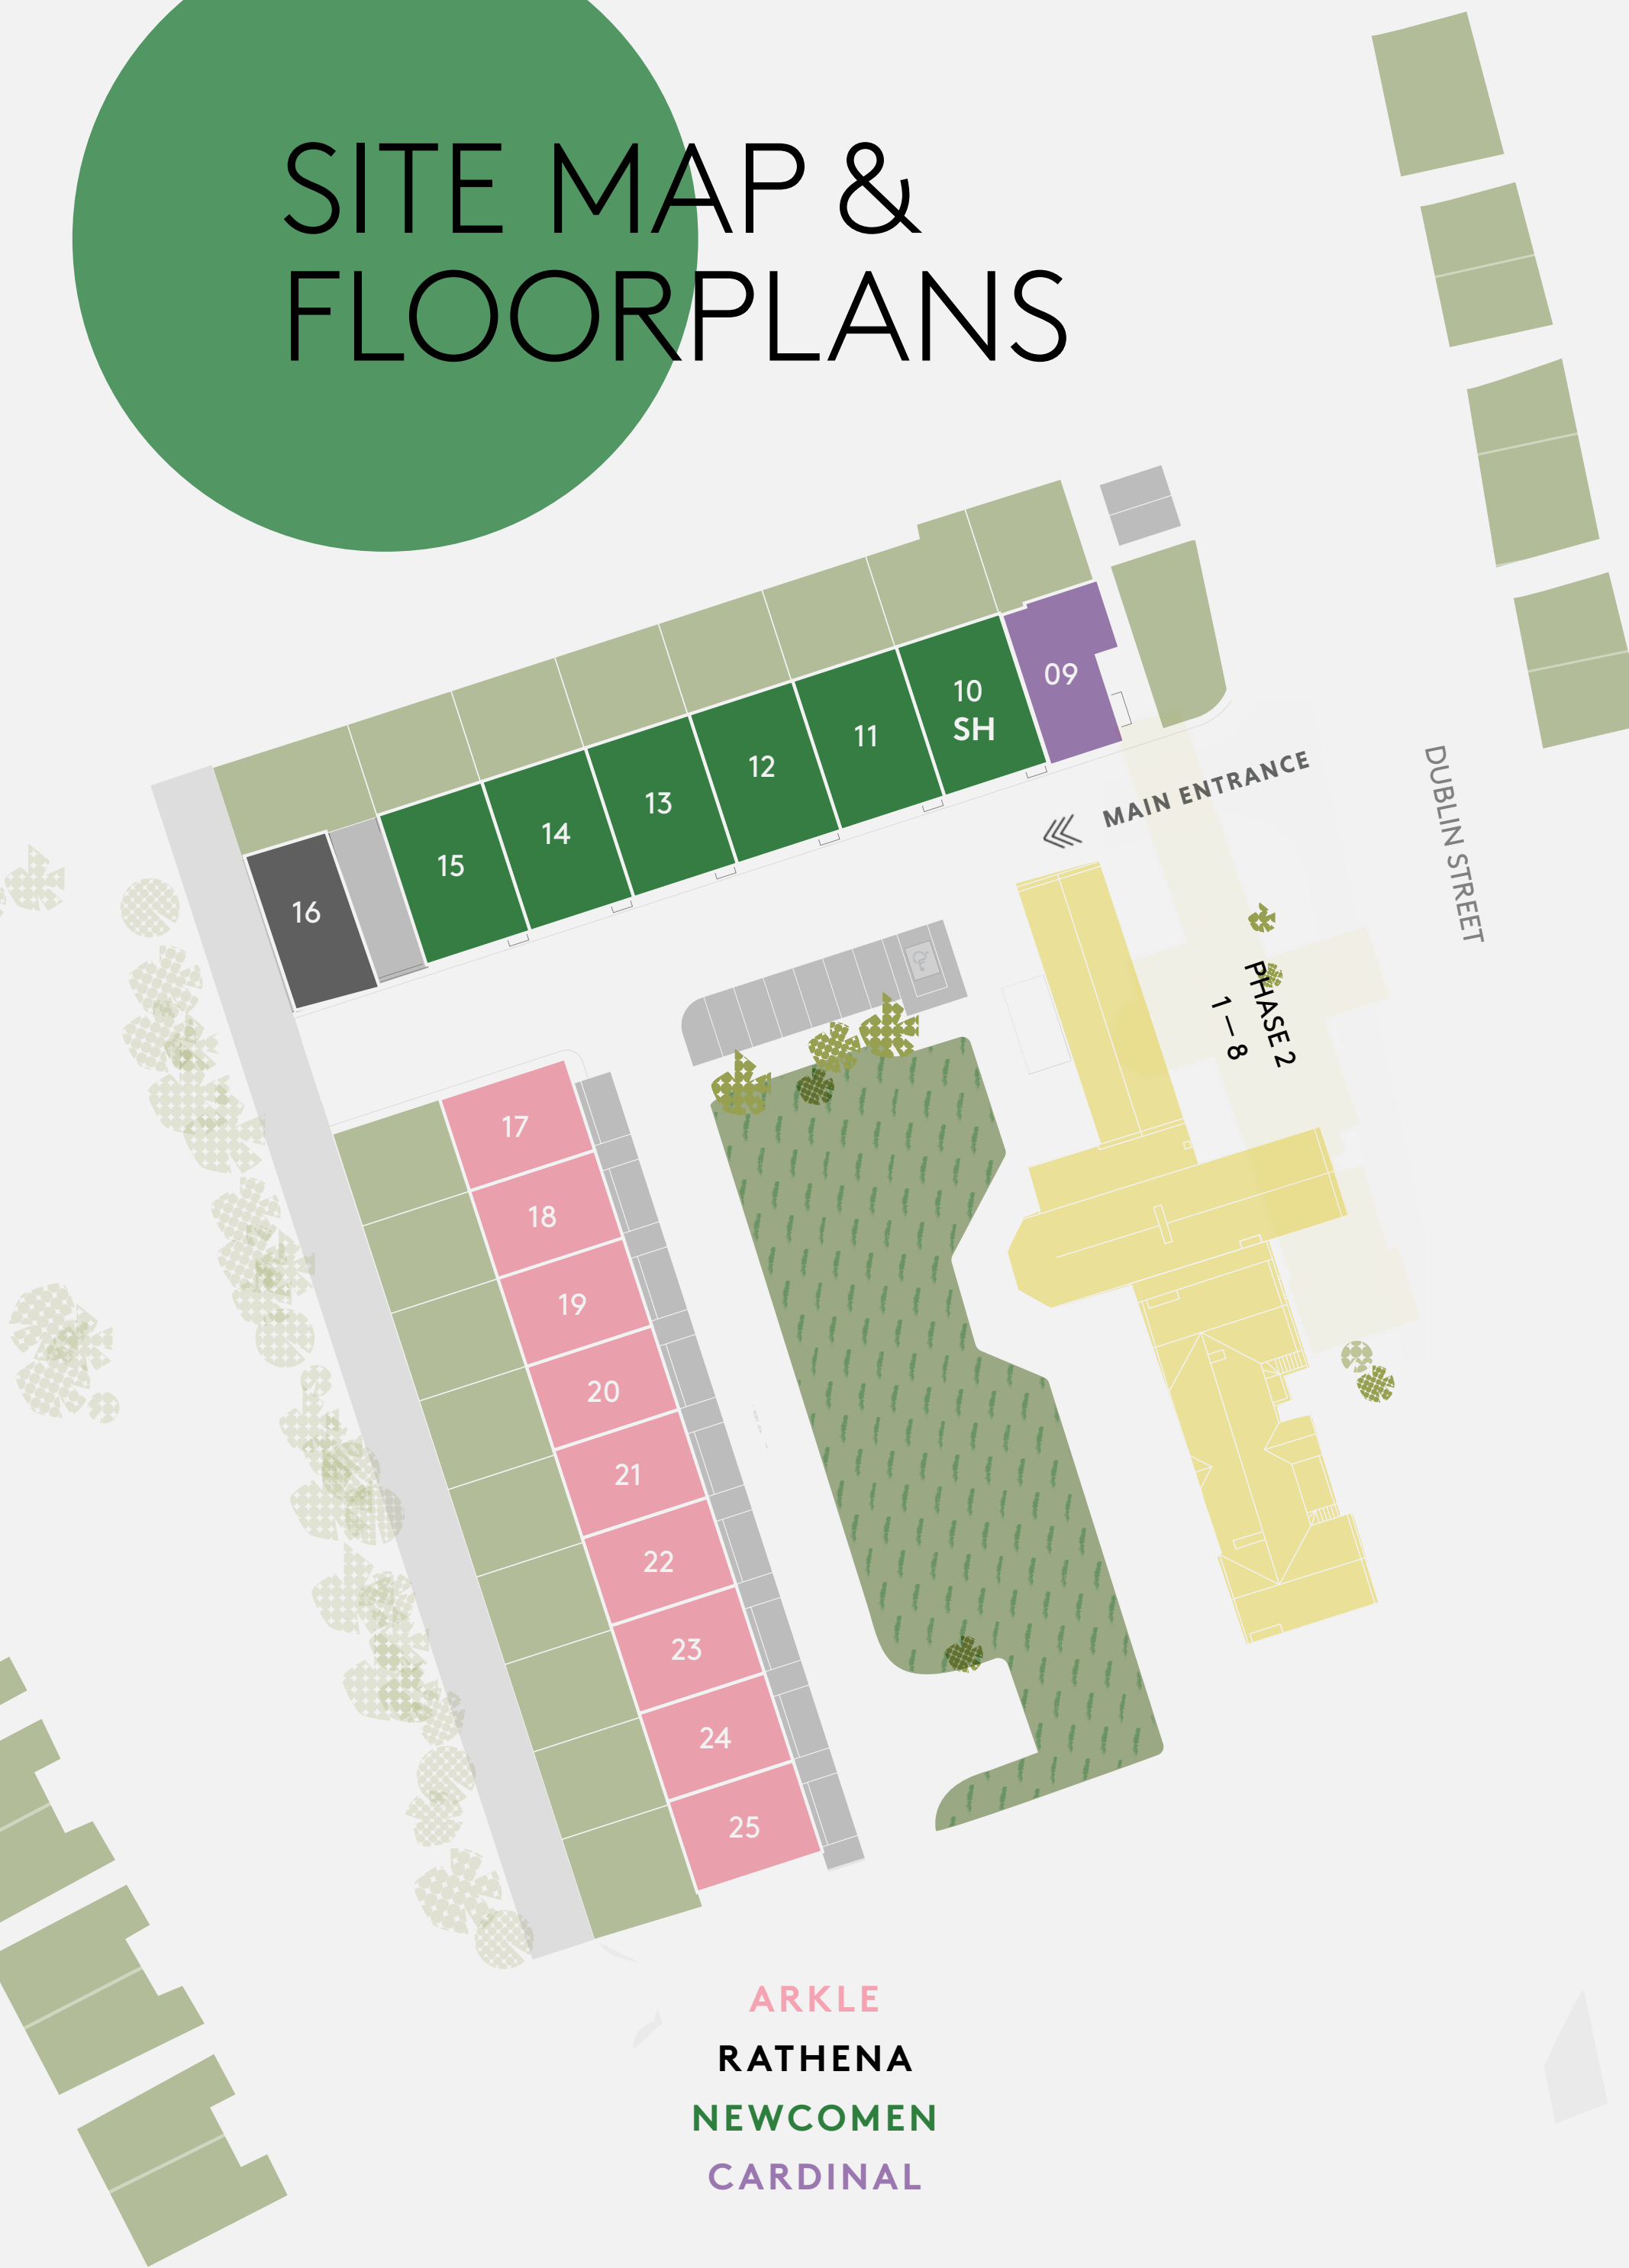 SITE MAP &
FLOORPLANS
09
10
SH
11
12
13
14
15
16
MAIN ENTRANCE
DUBLIN STREET
PHASE 2
1 — 8
17
18
19
20
21
22
23
24
25
ARKLE
RATHENA
NEWCOMEN
CARDINAL